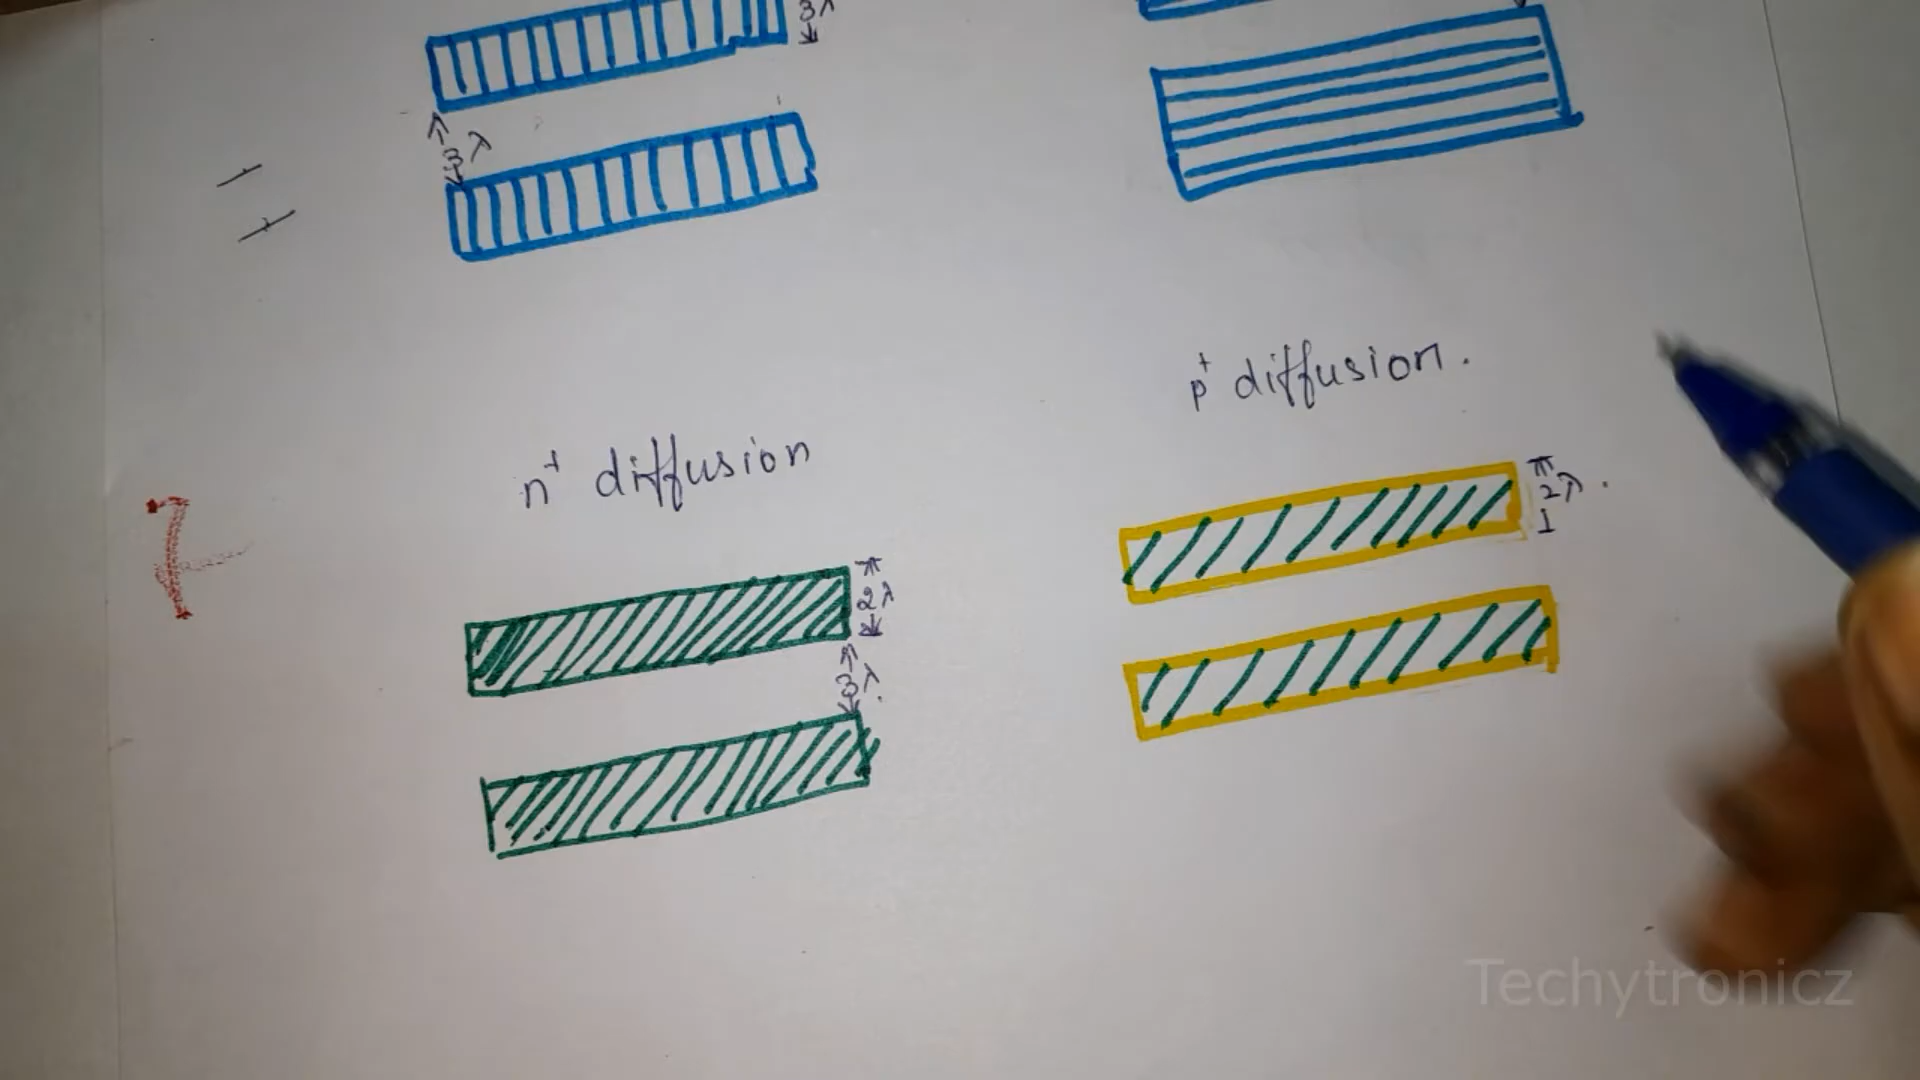 3λ
3λ
p⁺ diffusion.
n⁺ diffusion
2λ.
2λ
3λ.
Techytronicz